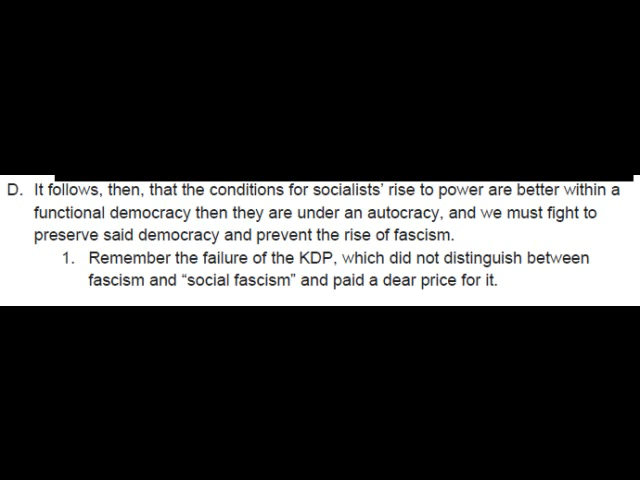 D. It follows, then, that the conditions for socialists' rise to power are better within a
functional democracy then they are under an autocracy, and we must fight to
preserve said democracy and prevent the rise of fascism.
1. Remember the failure of the KDP, which did not distinguish between
fascism and “social fascism” and paid a dear price for it.